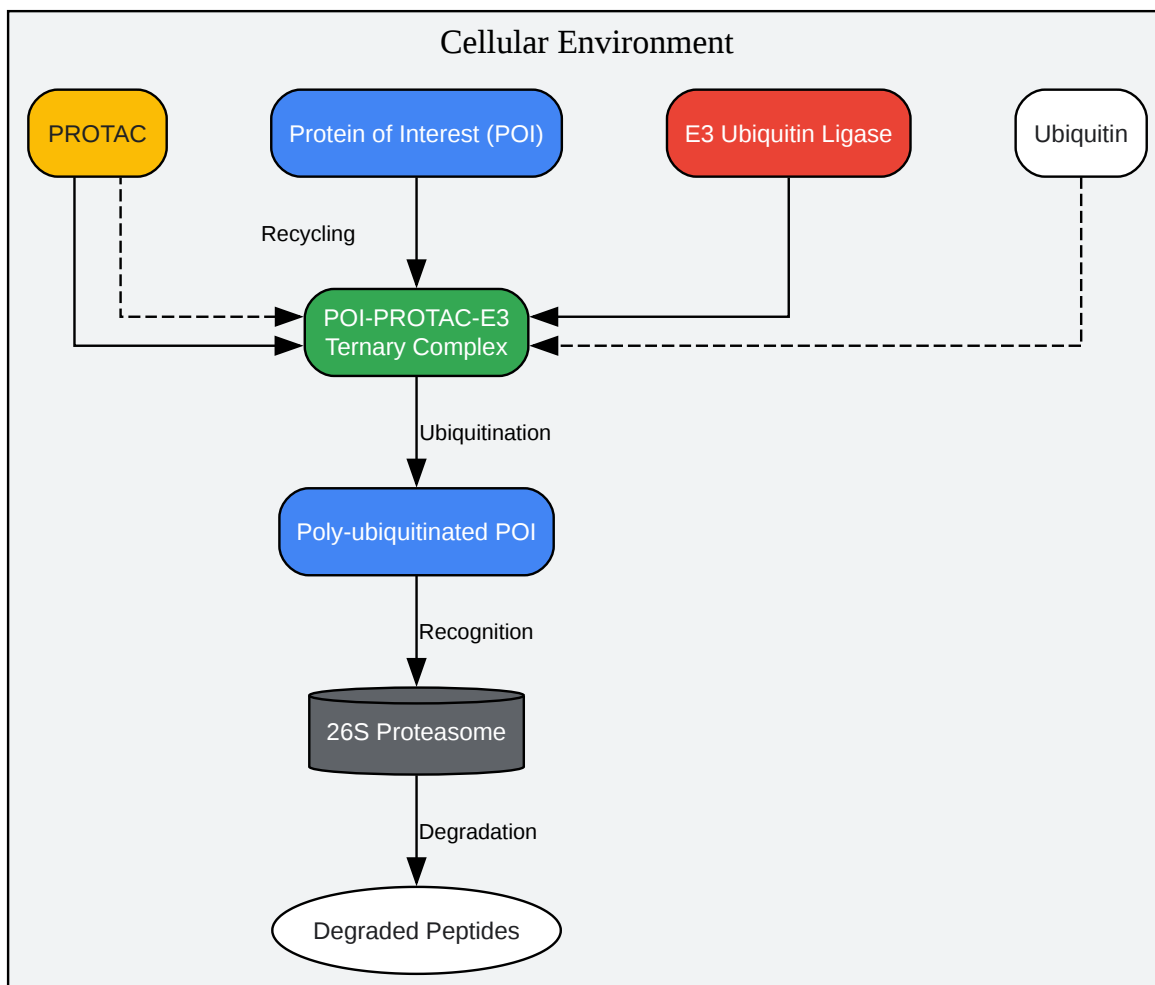 Cellular Environment
PROTAC
Protein of Interest (POI)
E3 Ubiquitin Ligase
Ubiquitin
Recycling
POI-PROTAC-E3
Ternary Complex
Ubiquitination
Poly-ubiquitinated POI
Recognition
26S Proteasome
Degradation
Degraded Peptides